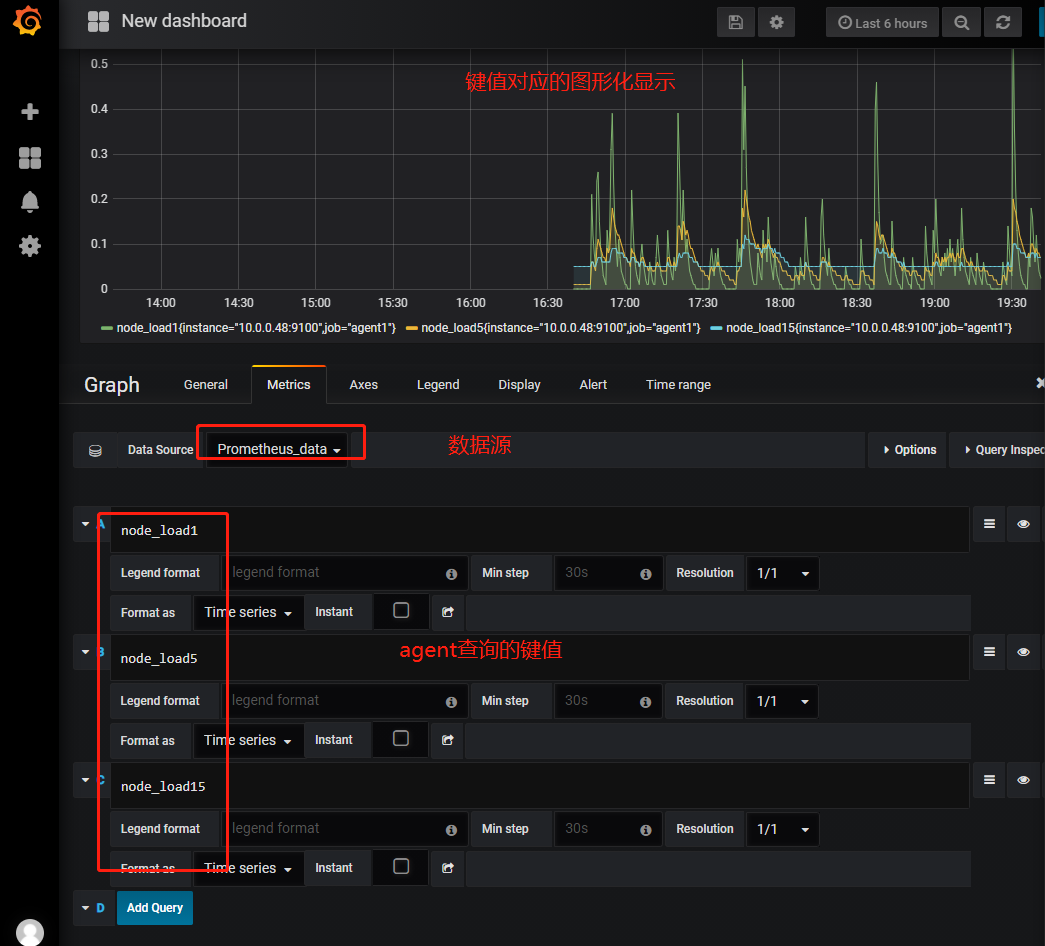 New dashboard
Last 6 hours
键值对应的图形化显示
0.5
0.4
0.3
0.2
0.1
0
14:00 14:30 15:00 15:30 16:00 16:30 17:00 17:30 18:00 18:30 19:00 19:30
node_load1{instance="10.0.0.48:9100",job="agent1"} node_load5{instance="10.0.0.48:9100",job="agent1"} node_load15{instance="10.0.0.48:9100",job="agent1"}
Graph General Metrics Axes Legend Display Alert Time range
Data Source Prometheus_data 数据源 Options Query Inspec
A node_load1
Legend format legend format Min step 30s Resolution 1/1
Format as Time series Instant
B node_load5
agent查询的键值
Legend format legend format Min step 30s Resolution 1/1
Format as Time series Instant
C node_load15
Legend format legend format Min step 30s Resolution 1/1
Format as Time series Instant
D Add Query